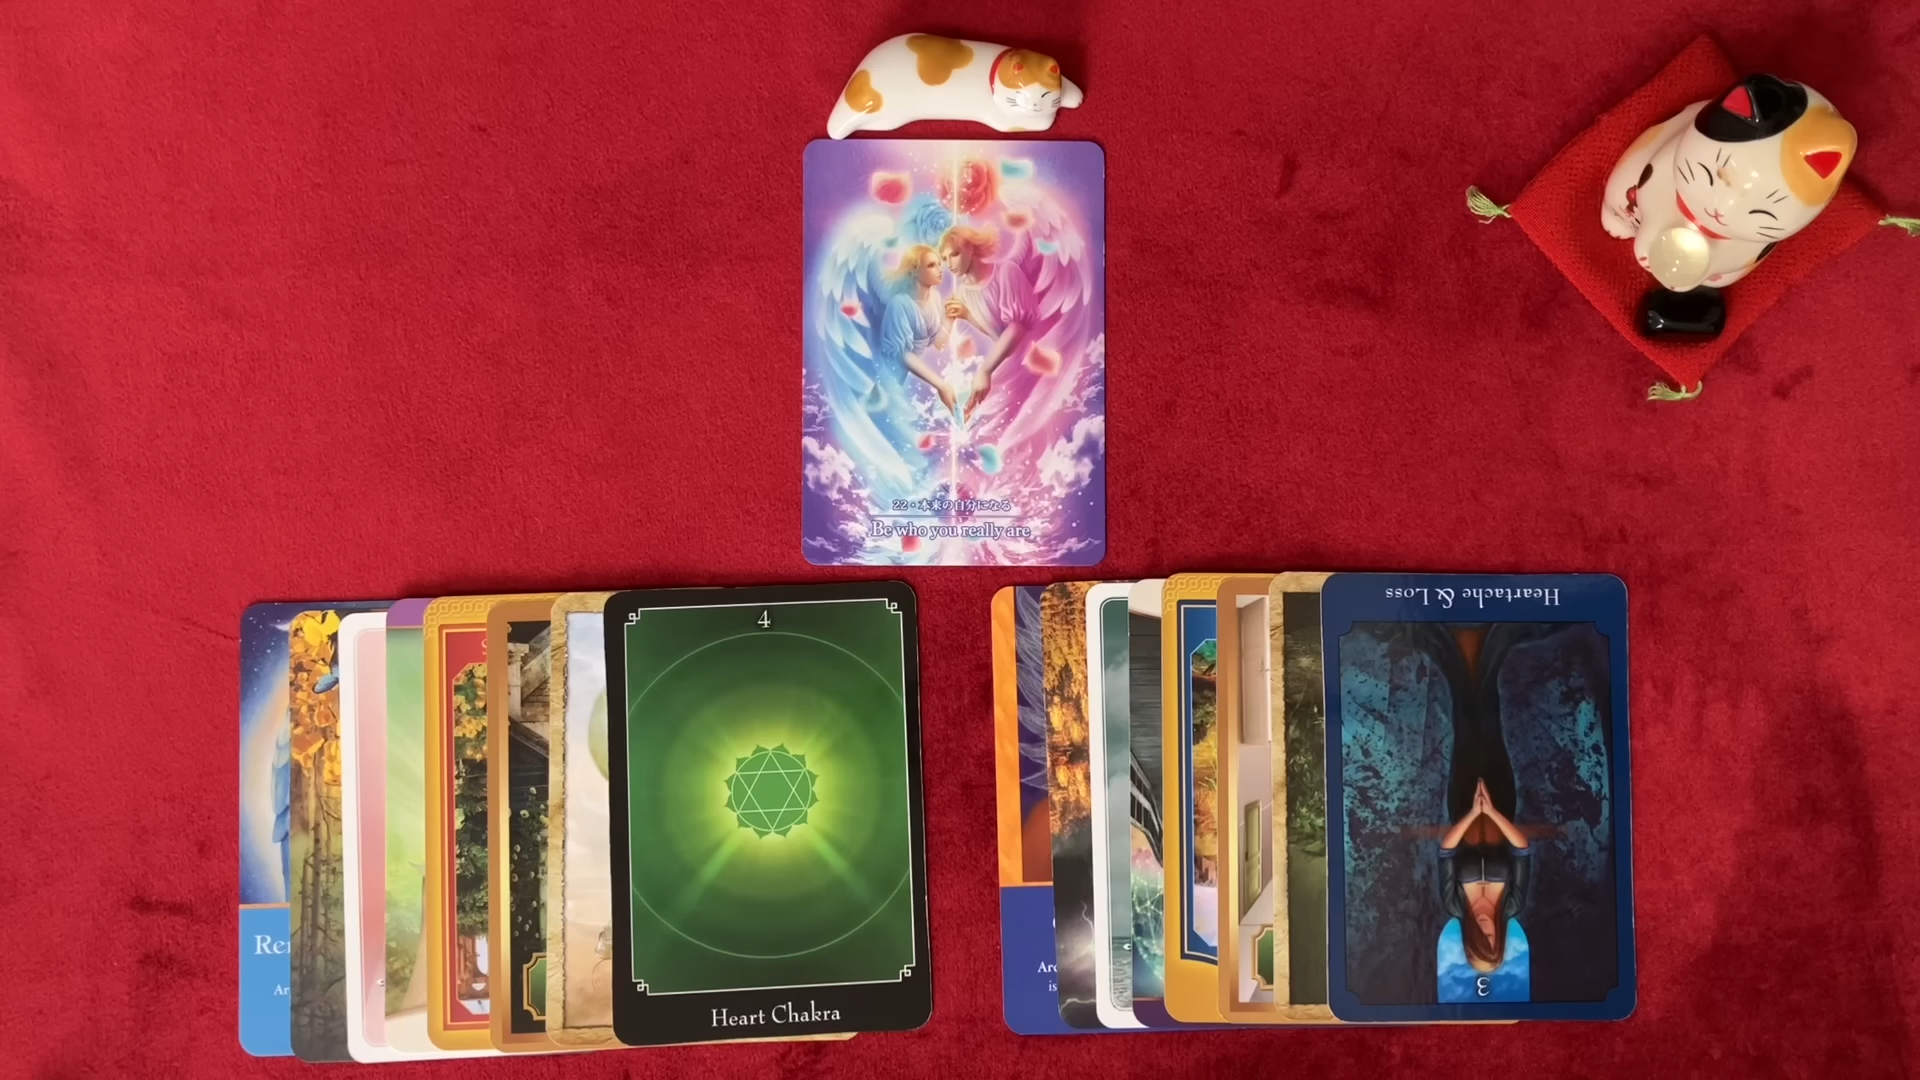 22・本来の自分になる
Be who you really are
4
Heart Chakra
Heartache & Loss
3